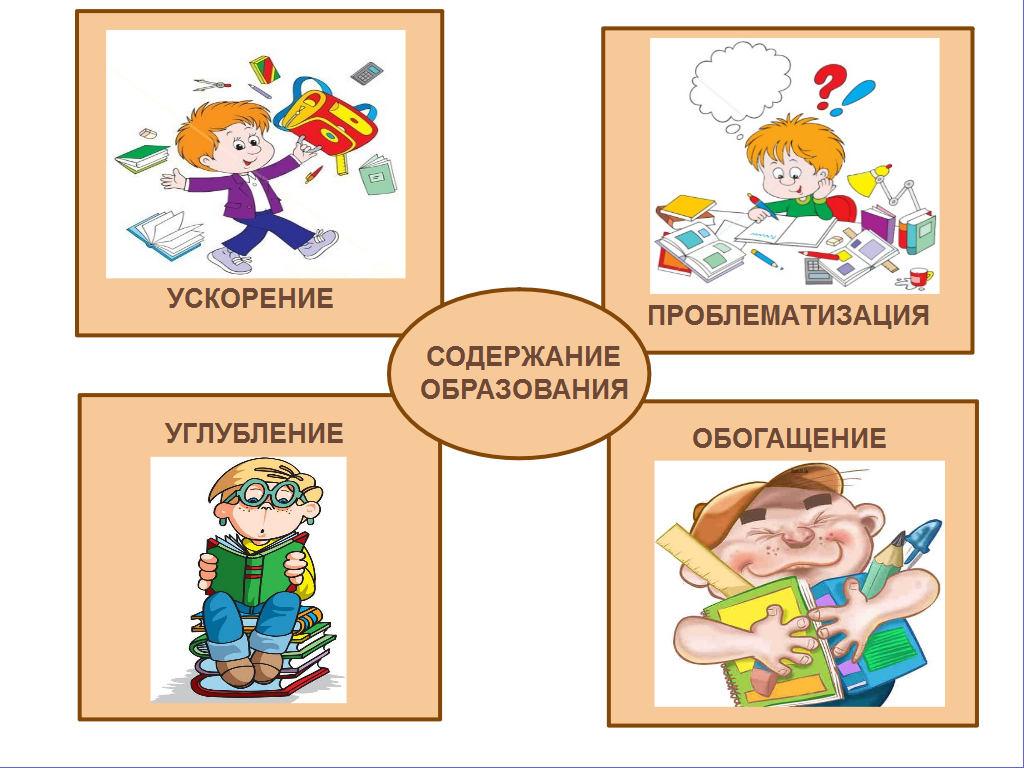 УСКОРЕНИЕ
ПРОБЛЕМАТИЗАЦИЯ
СОДЕРЖАНИЕ
ОБРАЗОВАНИЯ
УГЛУБЛЕНИЕ
ОБОГАЩЕНИЕ